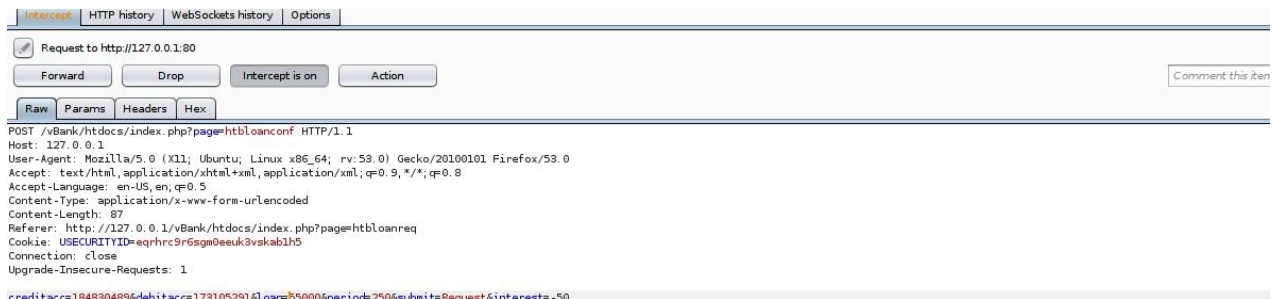 Intercept HTTP history WebSockets history Options
Request to http://127.0.0.1:80
Forward Drop Intercept is on Action Comment this item
Raw Params Headers Hex
POST /vBank/htdocs/index.php?page=htbloanconf HTTP/1.1
Host: 127.0.0.1
User-Agent: Mozilla/5.0 (X11; Ubuntu; Linux x86_64; rv:53.0) Gecko/20100101 Firefox/53.0
Accept: text/html,application/xhtml+xml,application/xml;q=0.9,*/*;q=0.8
Accept-Language: en-US,en;q=0.5
Content-Type: application/x-www-form-urlencoded
Content-Length: 87
Referer: http://127.0.0.1/vBank/htdocs/index.php?page=htbloanreq
Cookie: USECURITYID=eqrhrc9r6sgm0eeuk3vskablh5
Connection: close
Upgrade-Insecure-Requests: 1
creditacc=184830489&debitacc=173105291&loan=55000&period=250&submit=Request&interest=-50